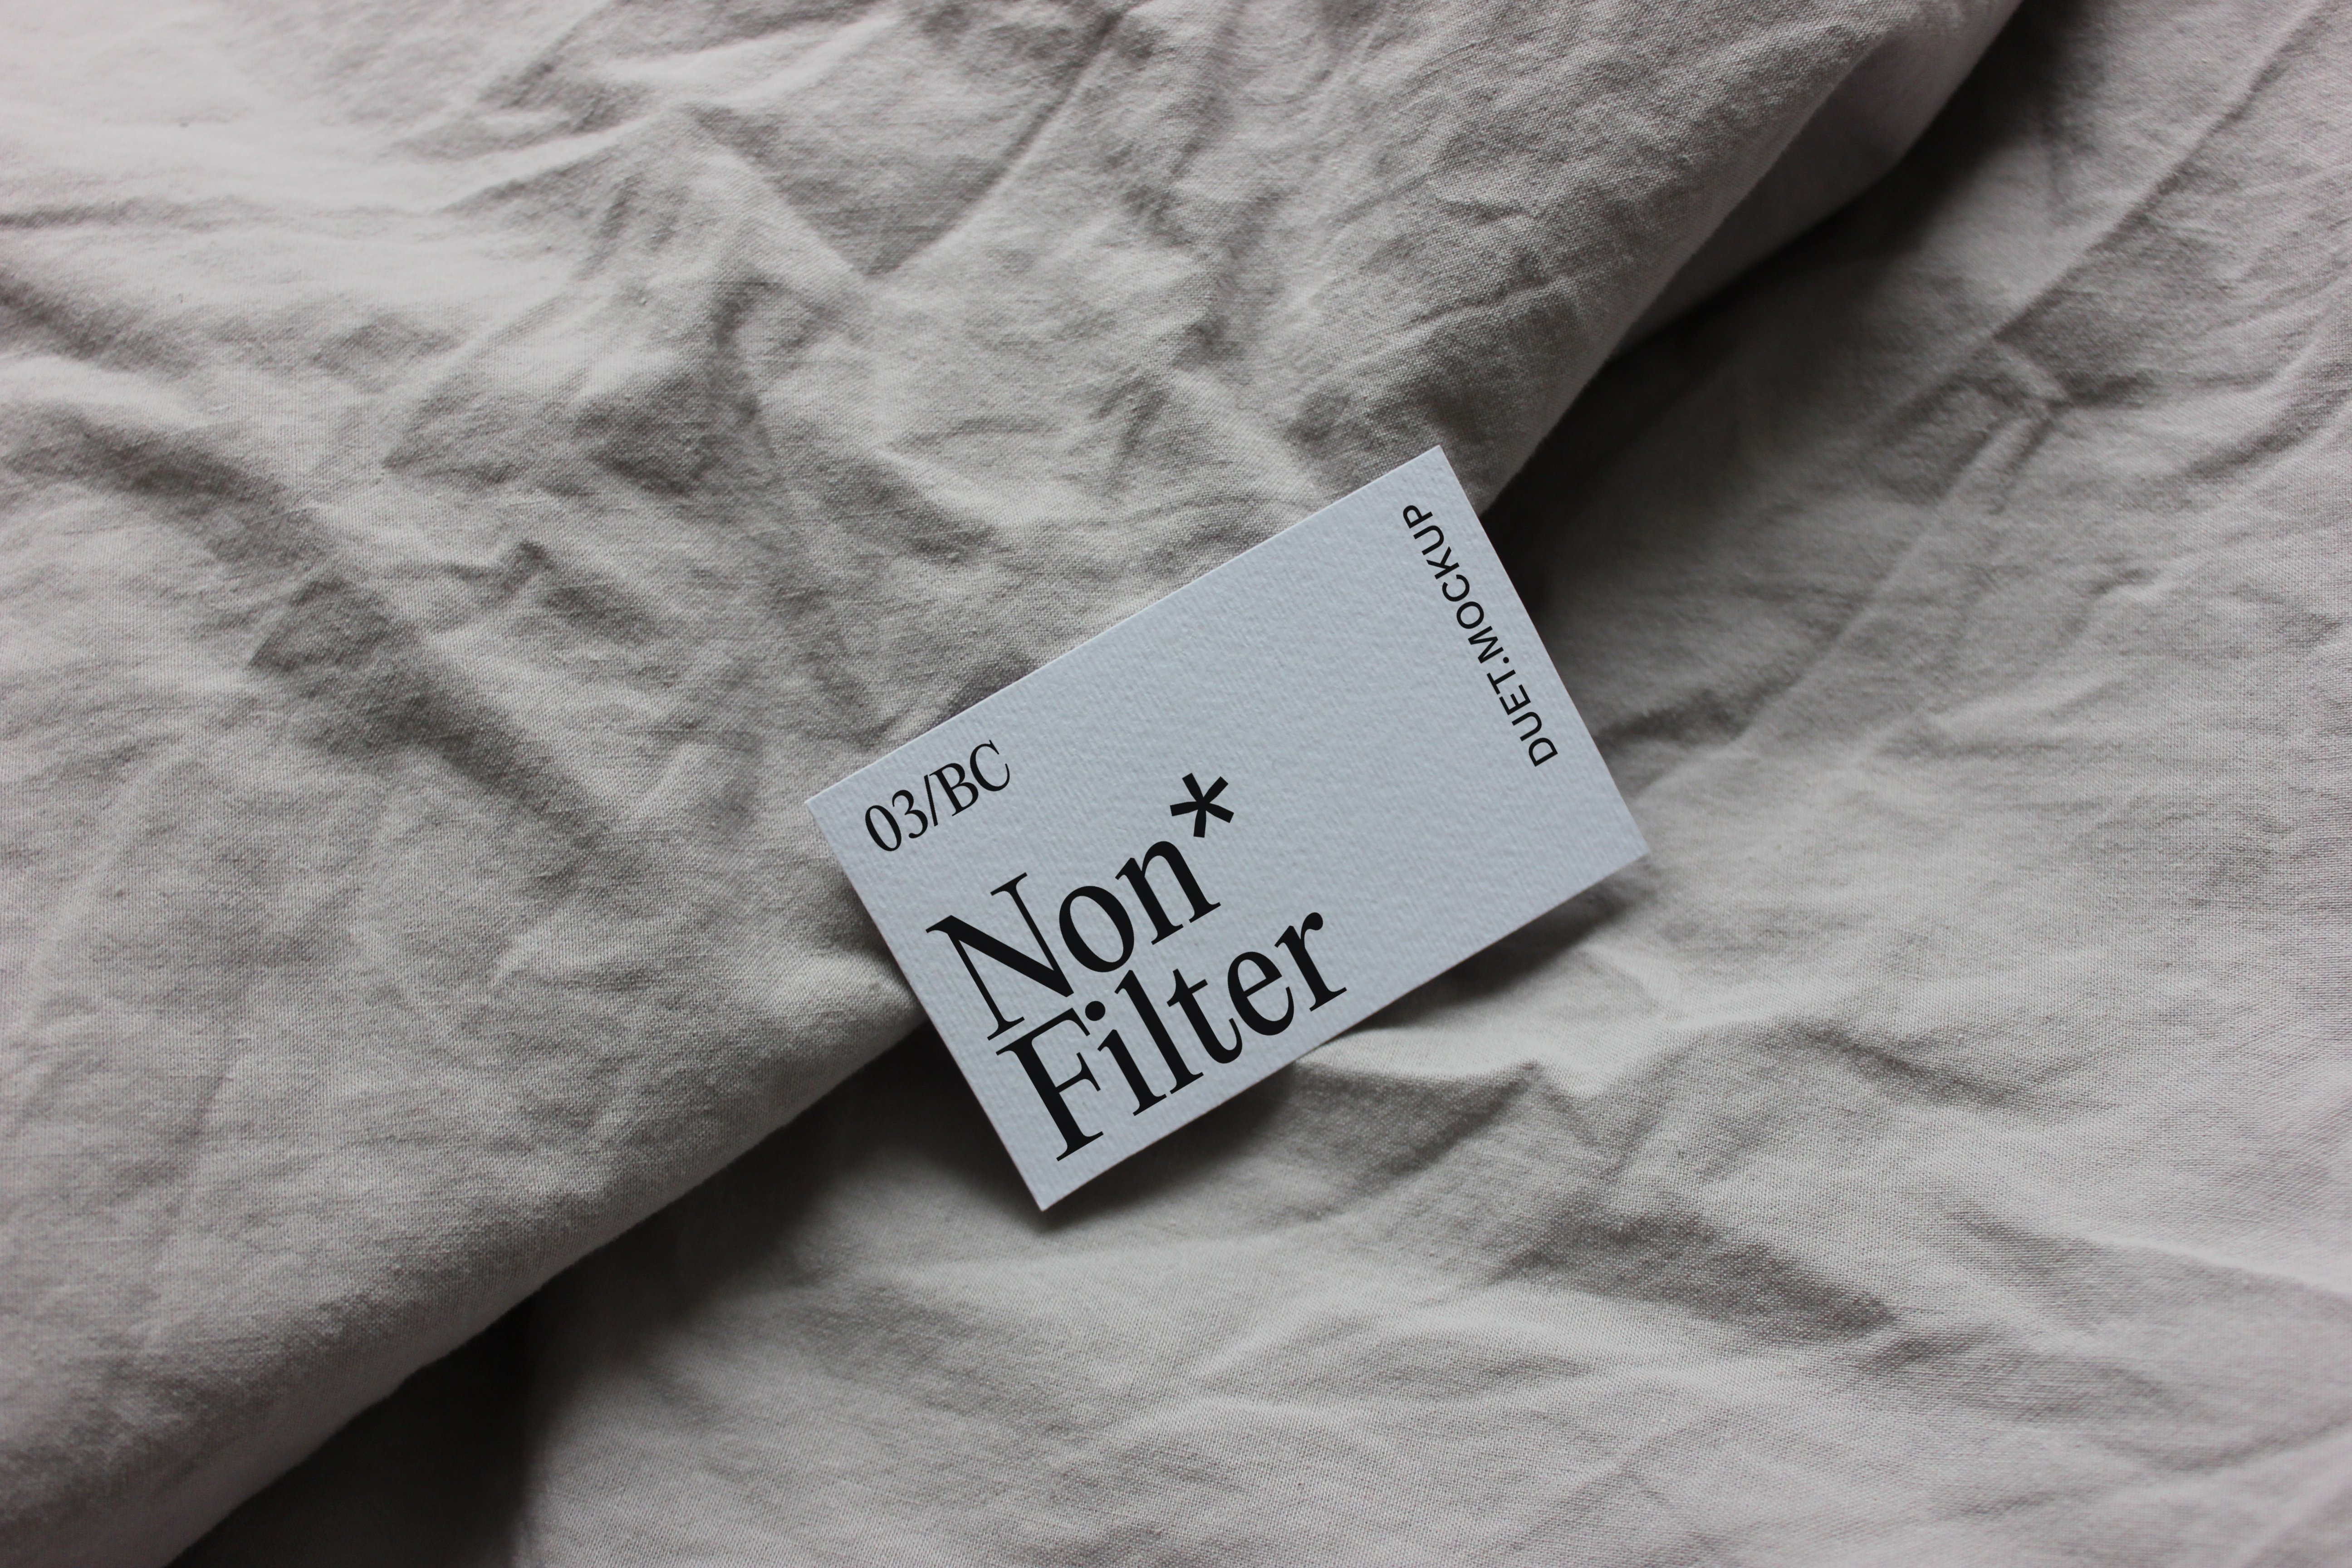 03/BC
Non*
Filter
DUET.MOCKUP